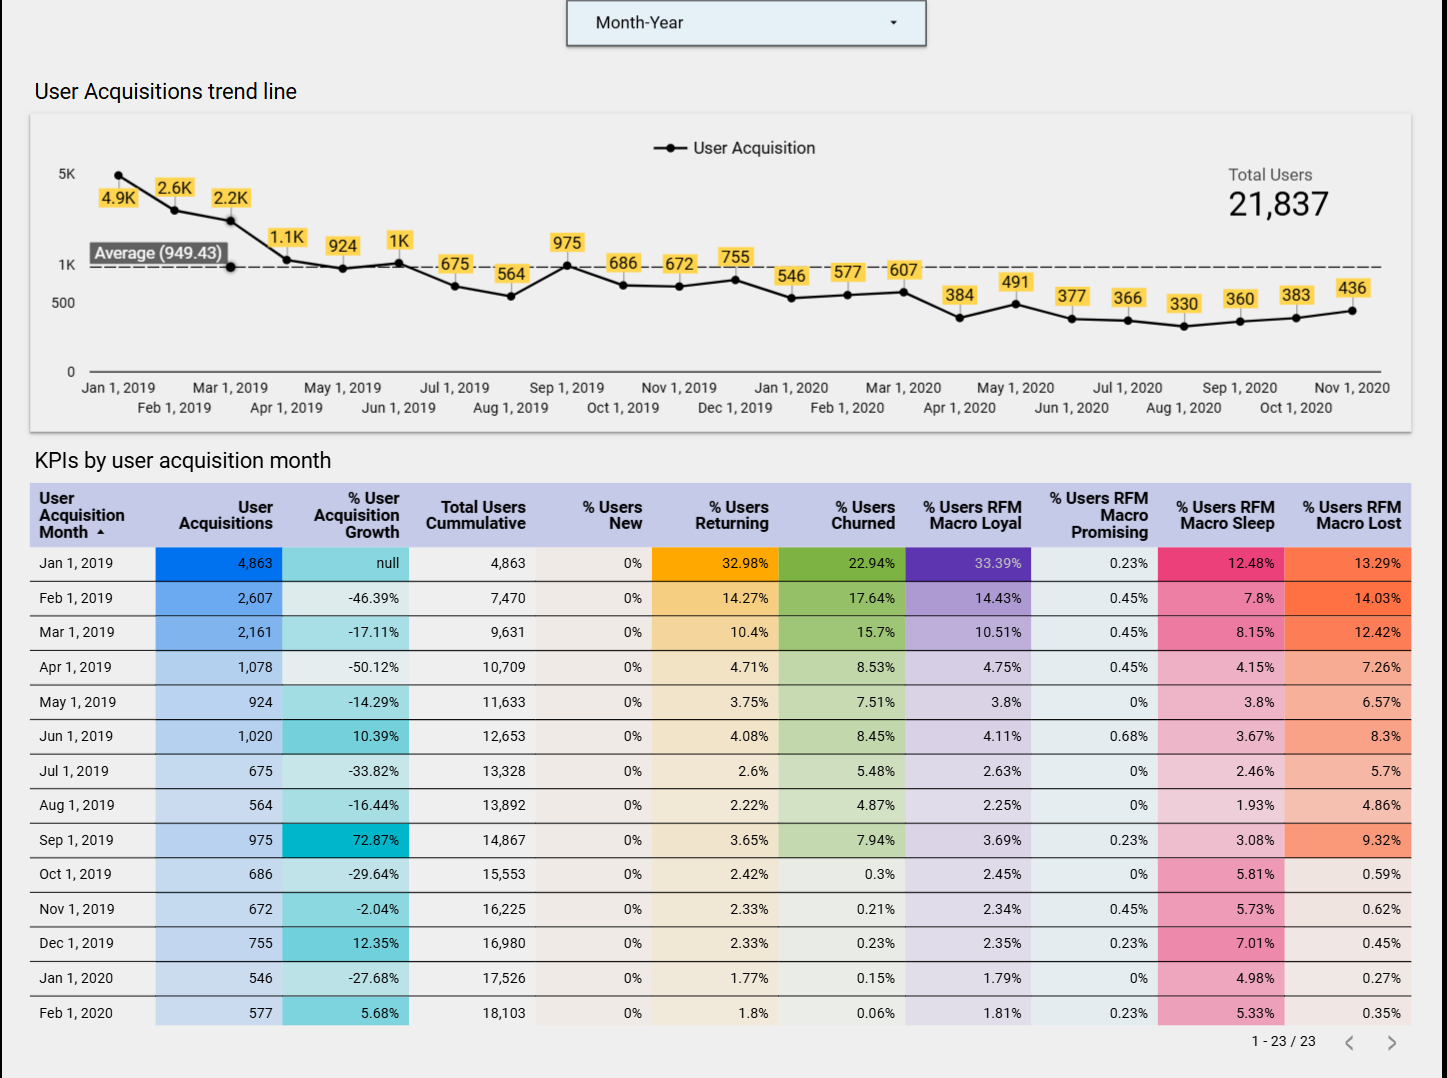 Month-Year
User Acquisitions trend line
User Acquisition
Total Users
21,837
5K
1K
500
0
4.9K 2.6K 2.2K 1.1K 924 1K 675 564 975 686 672 755 546 577 607 384 491 377 366 330 360 383 436
Average (949.43)
Jan 1, 2019 Mar 1, 2019 May 1, 2019 Jul 1, 2019 Sep 1, 2019 Nov 1, 2019 Jan 1, 2020 Mar 1, 2020 May 1, 2020 Jul 1, 2020 Sep 1, 2020 Nov 1, 2020
Feb 1, 2019 Apr 1, 2019 Jun 1, 2019 Aug 1, 2019 Oct 1, 2019 Dec 1, 2019 Feb 1, 2020 Apr 1, 2020 Jun 1, 2020 Aug 1, 2020 Oct 1, 2020
KPIs by user acquisition month
User Acquisition Month User Acquisitions % User Acquisition Growth Total Users Cummulative % Users New % Users Returning % Users Churned % Users RFM Macro Loyal % Users RFM Macro Promising % Users RFM Macro Sleep % Users RFM Macro Lost
Jan 1, 2019 4,863 null 4,863 0% 32.98% 22.94% 33.39% 0.23% 12.48% 13.29%
Feb 1, 2019 2,607 -46.39% 7,470 0% 14.27% 17.64% 14.43% 0.45% 7.8% 14.03%
Mar 1, 2019 2,161 -17.11% 9,631 0% 10.4% 15.7% 10.51% 0.45% 8.15% 12.42%
Apr 1, 2019 1,078 -50.12% 10,709 0% 4.71% 8.53% 4.75% 0.45% 4.15% 7.26%
May 1, 2019 924 -14.29% 11,633 0% 3.75% 7.51% 3.8% 0% 3.8% 6.57%
Jun 1, 2019 1,020 10.39% 12,653 0% 4.08% 8.45% 4.11% 0.68% 3.67% 8.3%
Jul 1, 2019 675 -33.82% 13,328 0% 2.6% 5.48% 2.63% 0% 2.46% 5.7%
Aug 1, 2019 564 -16.44% 13,892 0% 2.22% 4.87% 2.25% 0% 1.93% 4.86%
Sep 1, 2019 975 72.87% 14,867 0% 3.65% 7.94% 3.69% 0.23% 3.08% 9.32%
Oct 1, 2019 686 -29.64% 15,553 0% 2.42% 0.3% 2.45% 0% 5.81% 0.59%
Nov 1, 2019 672 -2.04% 16,225 0% 2.33% 0.21% 2.34% 0.45% 5.73% 0.62%
Dec 1, 2019 755 12.35% 16,980 0% 2.33% 0.23% 2.35% 0.23% 7.01% 0.45%
Jan 1, 2020 546 -27.68% 17,526 0% 1.77% 0.15% 1.79% 0% 4.98% 0.27%
Feb 1, 2020 577 5.68% 18,103 0% 1.8% 0.06% 1.81% 0.23% 5.33% 0.35%
1 - 23 / 23